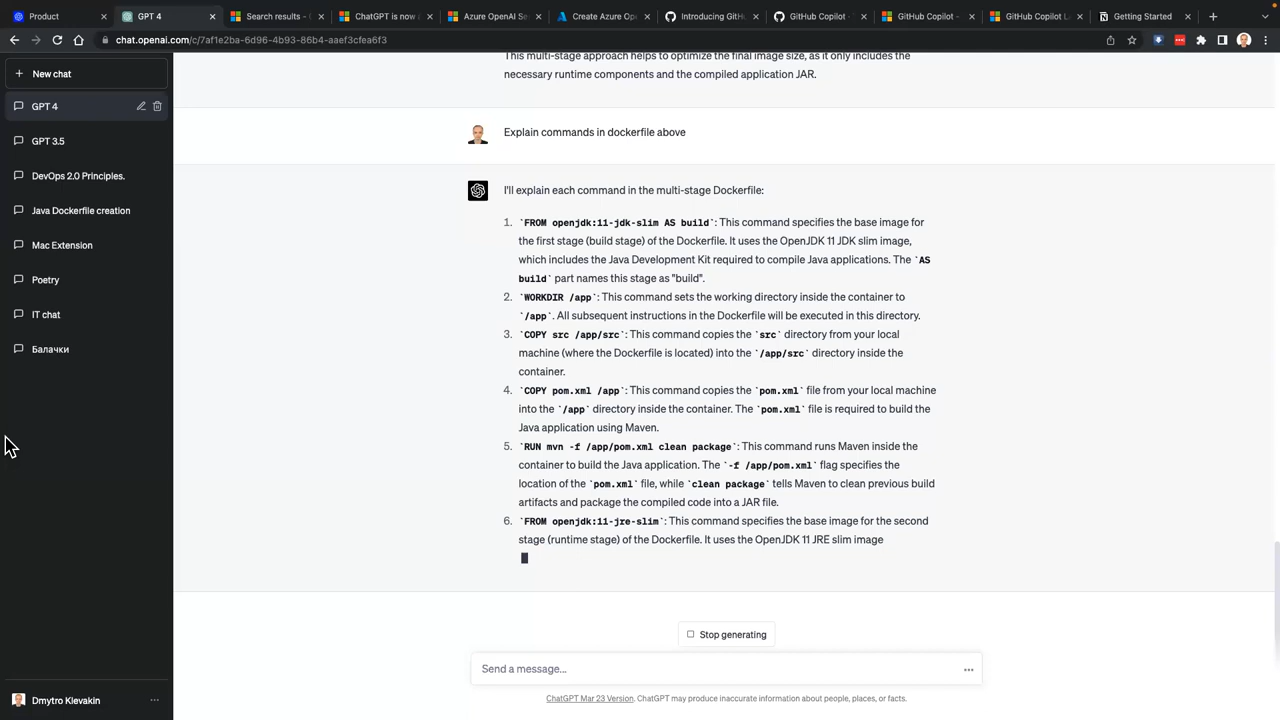 Product
GPT 4
Search results - 
ChatGPT is now
Azure OpenAI Se
Create Azure Op
Introducing GitH
GitHub Copilot ·
GitHub Copilot -
GitHub Copilot L
Getting Started
chat.openai.com/c/7af1e2ba-6d96-4b93-86b4-aaef3cfea6f3
New chat
GPT 4
GPT 3.5
DevOps 2.0 Principles.
Java Dockerfile creation
Mac Extension
Poetry
IT chat
Балачки
Dmytro Klevakin
This multi-stage approach helps to optimize the final image size, as it only includes the
necessary runtime components and the compiled application JAR.
Explain commands in dockerfile above
I'll explain each command in the multi-stage Dockerfile:
1. `FROM openjdk:11-jdk-slim AS build`: This command specifies the base image for
the first stage (build stage) of the Dockerfile. It uses the OpenJDK 11 JDK slim image,
which includes the Java Development Kit required to compile Java applications. The `AS
build` part names this stage as "build".
2. `WORKDIR /app`: This command sets the working directory inside the container to
`/app`. All subsequent instructions in the Dockerfile will be executed in this directory.
3. `COPY src /app/src`: This command copies the `src` directory from your local
machine (where the Dockerfile is located) into the `/app/src` directory inside the
container.
4. `COPY pom.xml /app`: This command copies the `pom.xml` file from your local machine
into the `/app` directory inside the container. The `pom.xml` file is required to build the
Java application using Maven.
5. `RUN mvn -f /app/pom.xml clean package`: This command runs Maven inside the
container to build the Java application. The `-f /app/pom.xml` flag specifies the
location of the `pom.xml` file, while `clean package` tells Maven to clean previous build
artifacts and package the compiled code into a JAR file.
6. `FROM openjdk:11-jre-slim`: This command specifies the base image for the second
stage (runtime stage) of the Dockerfile. It uses the OpenJDK 11 JRE slim image
Stop generating
Send a message...
ChatGPT Mar 23 Version. ChatGPT may produce inaccurate information about people, places, or facts.